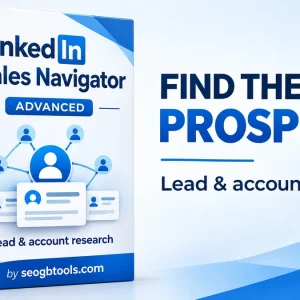 nkedIn
ales Navigator
ADVANCED
ead & account research
by seogbtools.com
FIND THE
PROSP
Lead & accoun